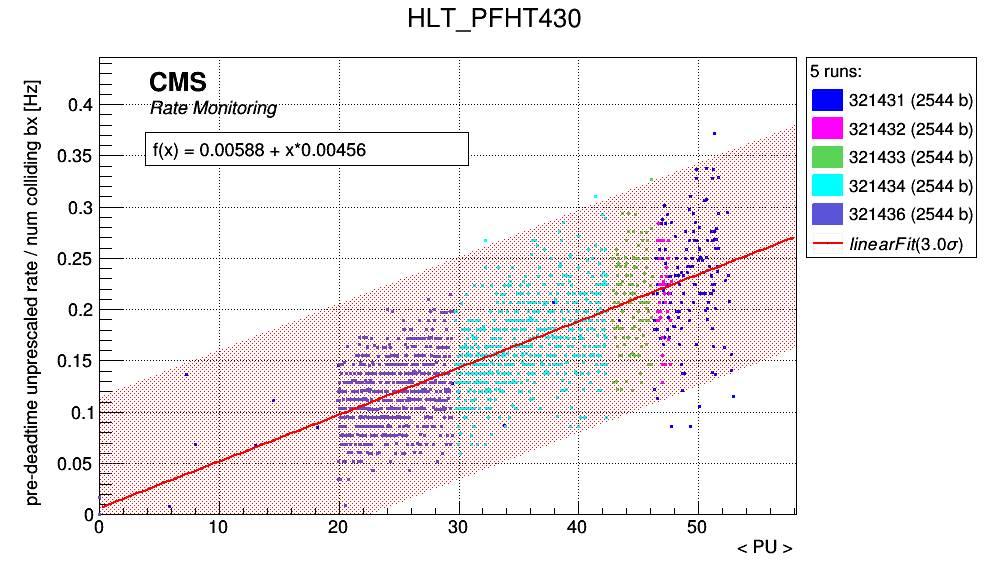 HLT_PFHT430
pre-deadtime unprescaled rate / num colliding bx [Hz]
CMS
Rate Monitoring
f(x) = 0.00588 + x*0.00456
0.4
0.35
0.3
0.25
0.2
0.15
0.1
0.05
0
0 10 20 30 40 50
< PU >
5 runs:
321431 (2544 b)
321432 (2544 b)
321433 (2544 b)
321434 (2544 b)
321436 (2544 b)
linearFit(3.0σ)